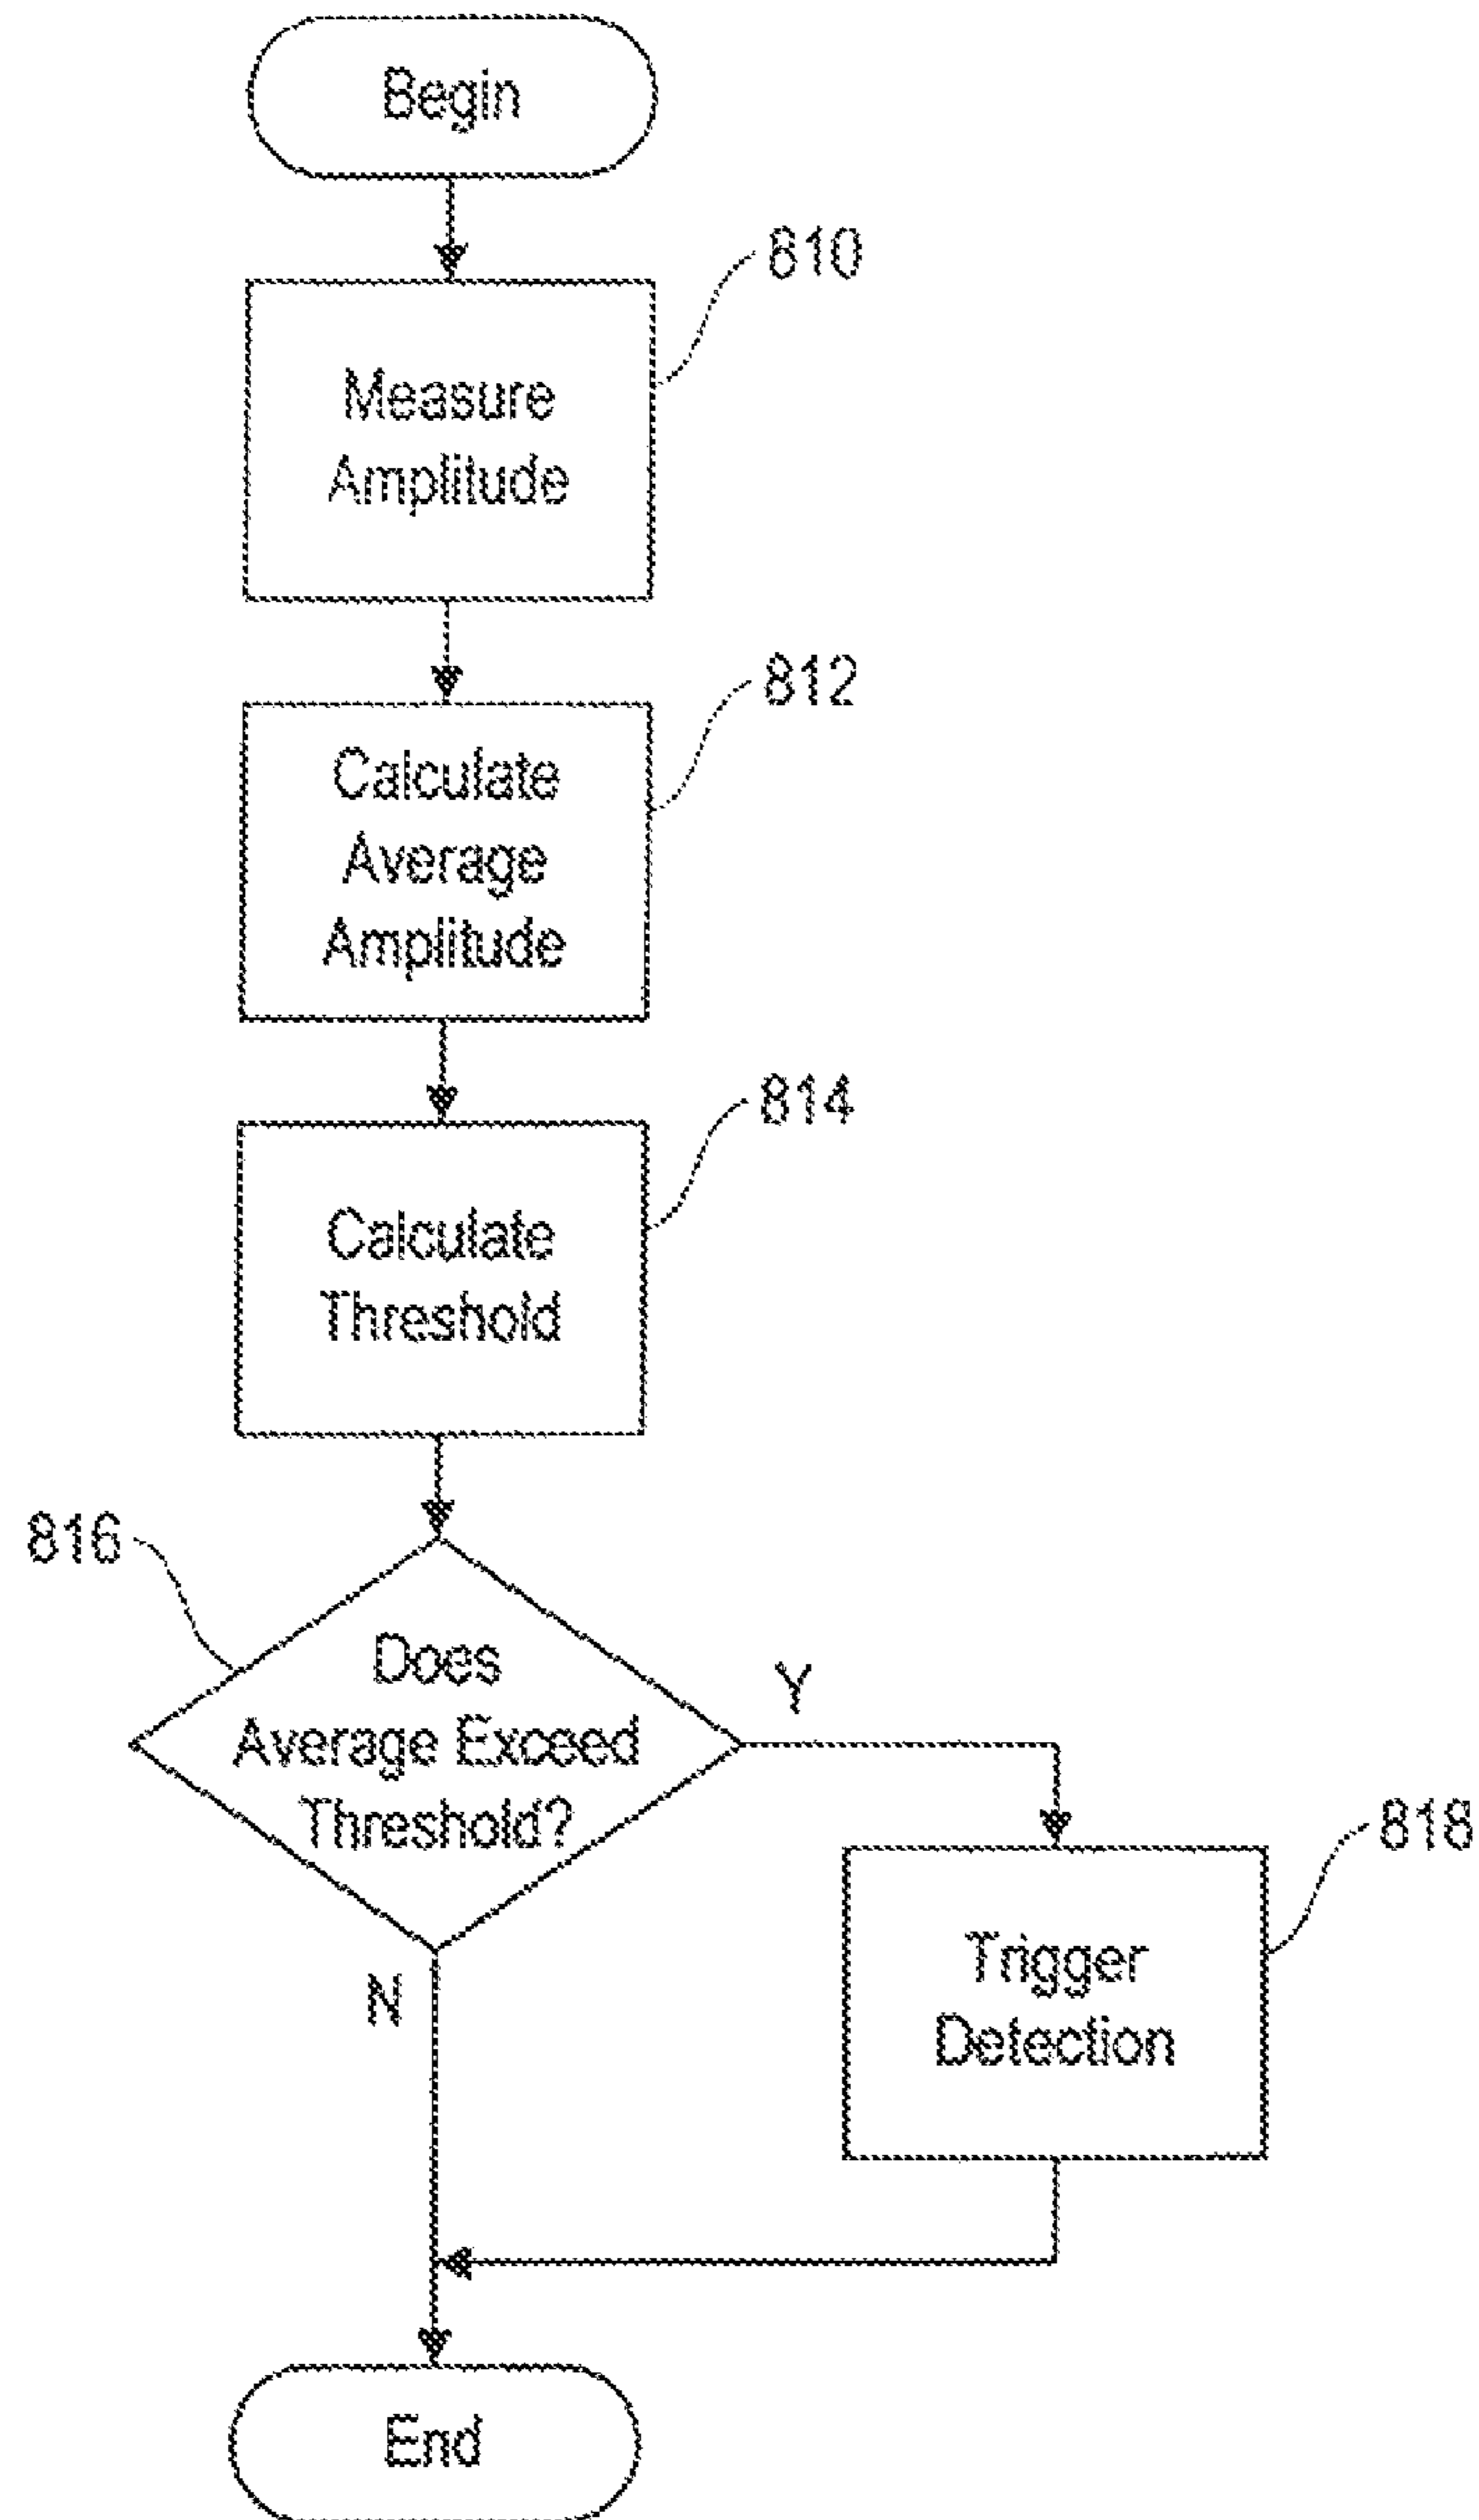 Begin
810
Measure
Amplitude
812
Calculate
Average
Amplitude
814
Calculate
Threshold
816
Does
Average Exceed
Threshold?
Y
818
Trigger
Detection
N
End